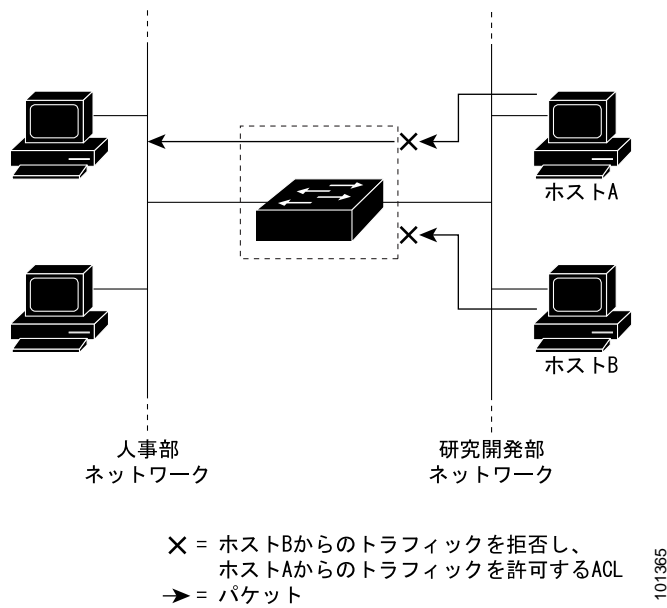 ホストA
ホストB
人事部
ネットワーク
研究開発部
ネットワーク
× = ホストBからのトラフィックを拒否し、
ホストAからのトラフィックを許可するACL
→ = パケット
101365